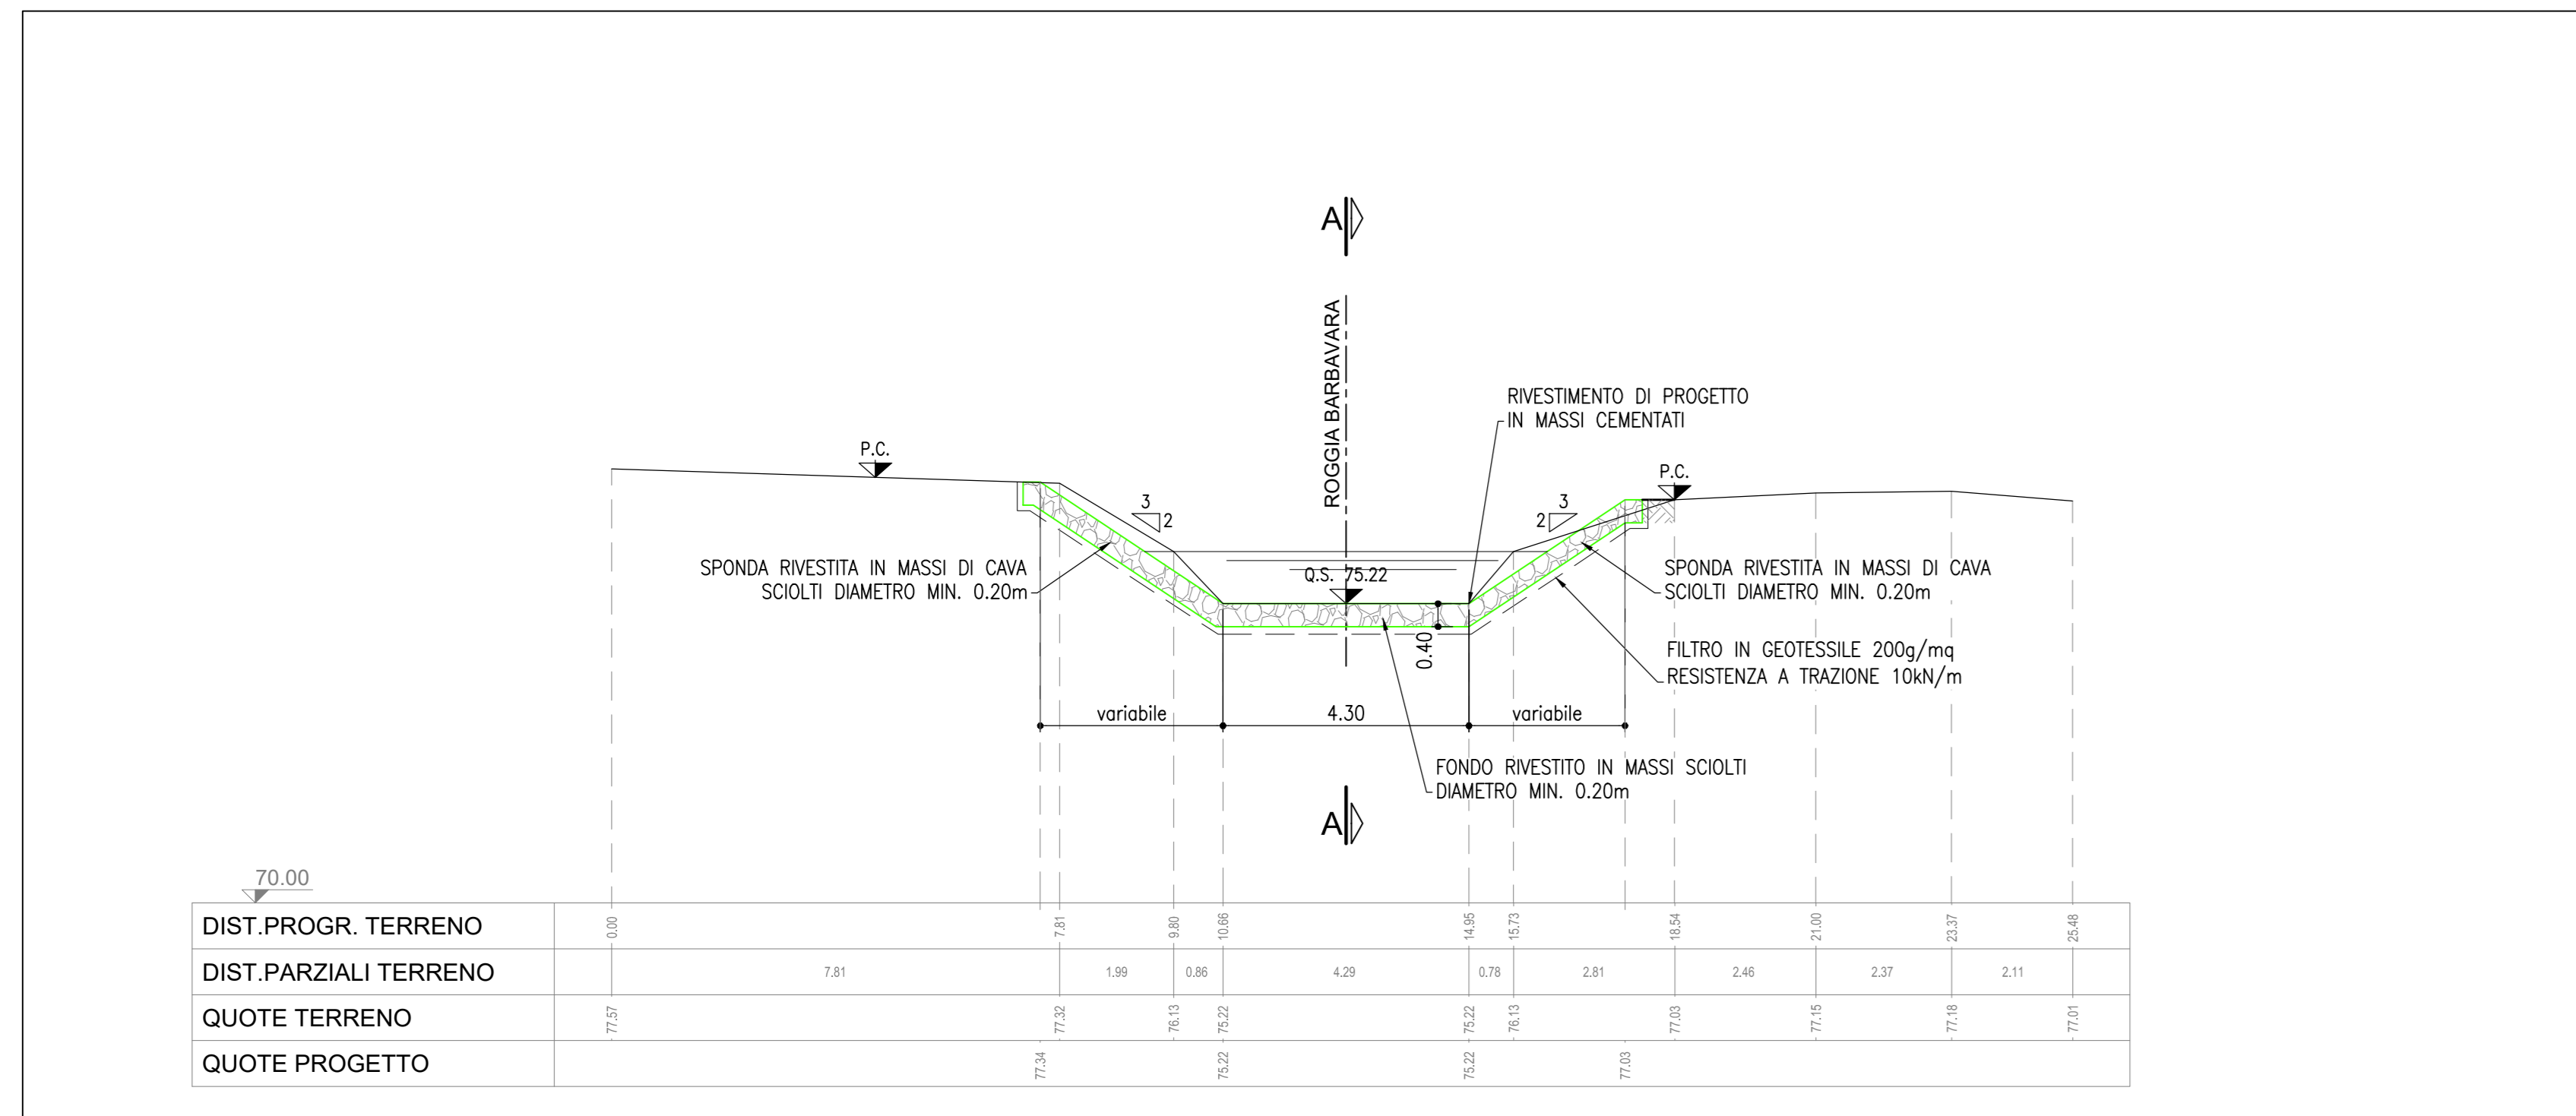 A
ROGGIA BARBAVARA
RIVESTIMENTO DI PROGETTO
IN MASSI CEMENTATI
P.C.
P.C.
3
2
3
2
SPONDA RIVESTITA IN MASSI DI CAVA
SCIOLTI DIAMETRO MIN. 0.20m
Q.S. 75.22
SPONDA RIVESTITA IN MASSI DI CAVA
SCIOLTI DIAMETRO MIN. 0.20m
0.40
FILTRO IN GEOTESSILE 200g/mq
RESISTENZA A TRAZIONE 10kN/m
variabile 4.30 variabile
FONDO RIVESTITO IN MASSI SCIOLTI
DIAMETRO MIN. 0.20m
A
70.00
DIST.PROGR. TERRENO 0.00 7.81 9.80 10.66 14.95 15.73 18.54 21.00 23.37 25.48
DIST.PARZIALI TERRENO 7.81 1.99 0.86 4.29 0.78 2.81 2.46 2.37 2.11
QUOTE TERRENO 77.57 77.32 76.13 75.22 75.22 76.13 77.03 77.15 77.18 77.01
QUOTE PROGETTO 77.34 75.22 75.22 77.03